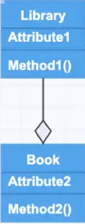 Library
Attribute1
Method1()
Book
Attribute2
Method2()